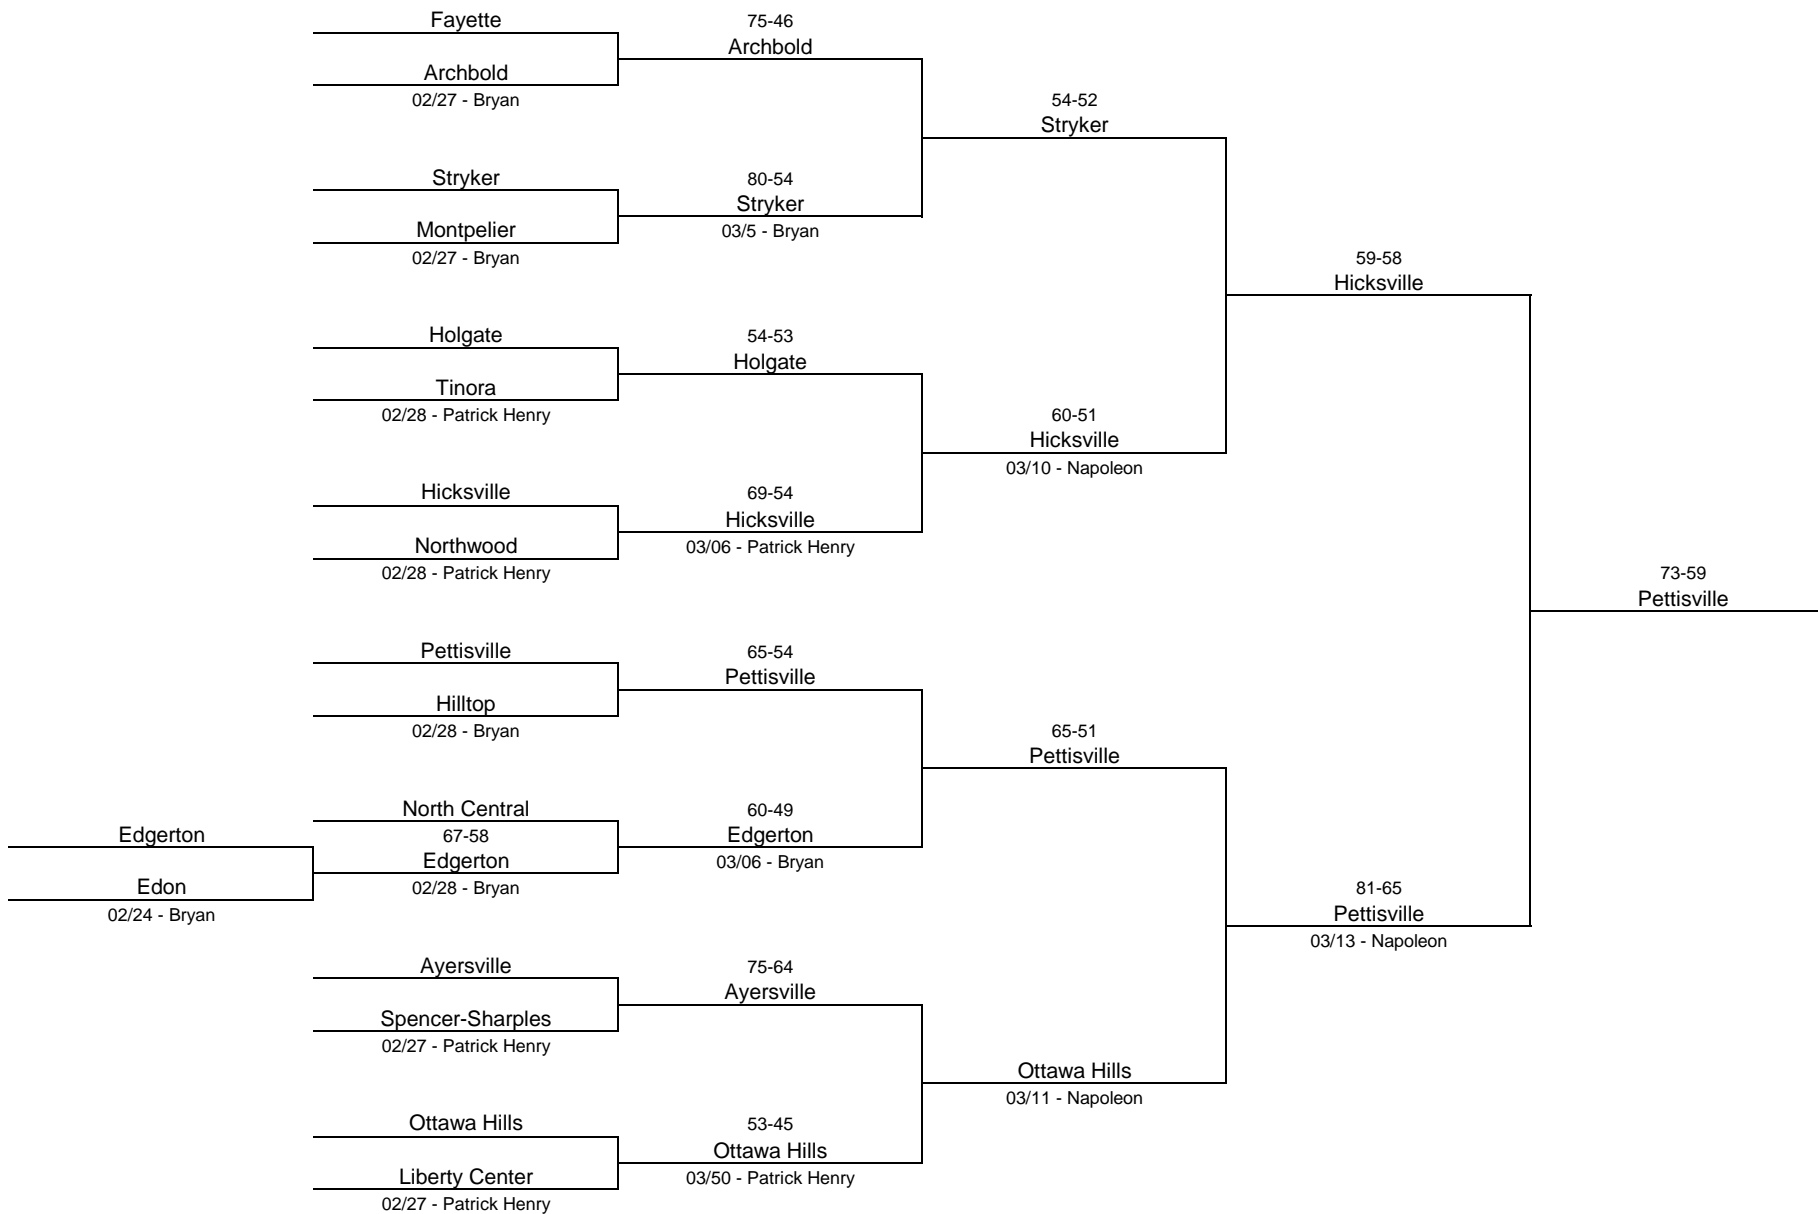 Fayette
75-46
Archbold
Archbold
02/27 - Bryan
54-52
Stryker
Stryker
80-54
Stryker
Montpelier
03/5 - Bryan
02/27 - Bryan
59-58
Hicksville
Holgate
54-53
Holgate
Tinora
02/28 - Patrick Henry
60-51
Hicksville
03/10 - Napoleon
Hicksville
69-54
Hicksville
Northwood
03/06 - Patrick Henry
02/28 - Patrick Henry
73-59
Pettisville
Pettisville
65-54
Pettisville
Hilltop
02/28 - Bryan
65-51
Pettisville
North Central
60-49
Edgerton
67-58
Edgerton
Edgerton
03/06 - Bryan
Edon
02/28 - Bryan
02/24 - Bryan
81-65
Pettisville
03/13 - Napoleon
Ayersville
75-64
Ayersville
Spencer-Sharples
02/27 - Patrick Henry
Ottawa Hills
03/11 - Napoleon
Ottawa Hills
53-45
Ottawa Hills
Liberty Center
03/50 - Patrick Henry
02/27 - Patrick Henry